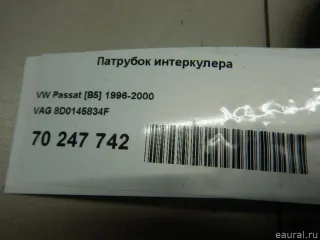 Патрубок интеркулера
VW Passat [B5] 1996-2000
VAG 8D0145834F
70 247 742
eaural.ru/